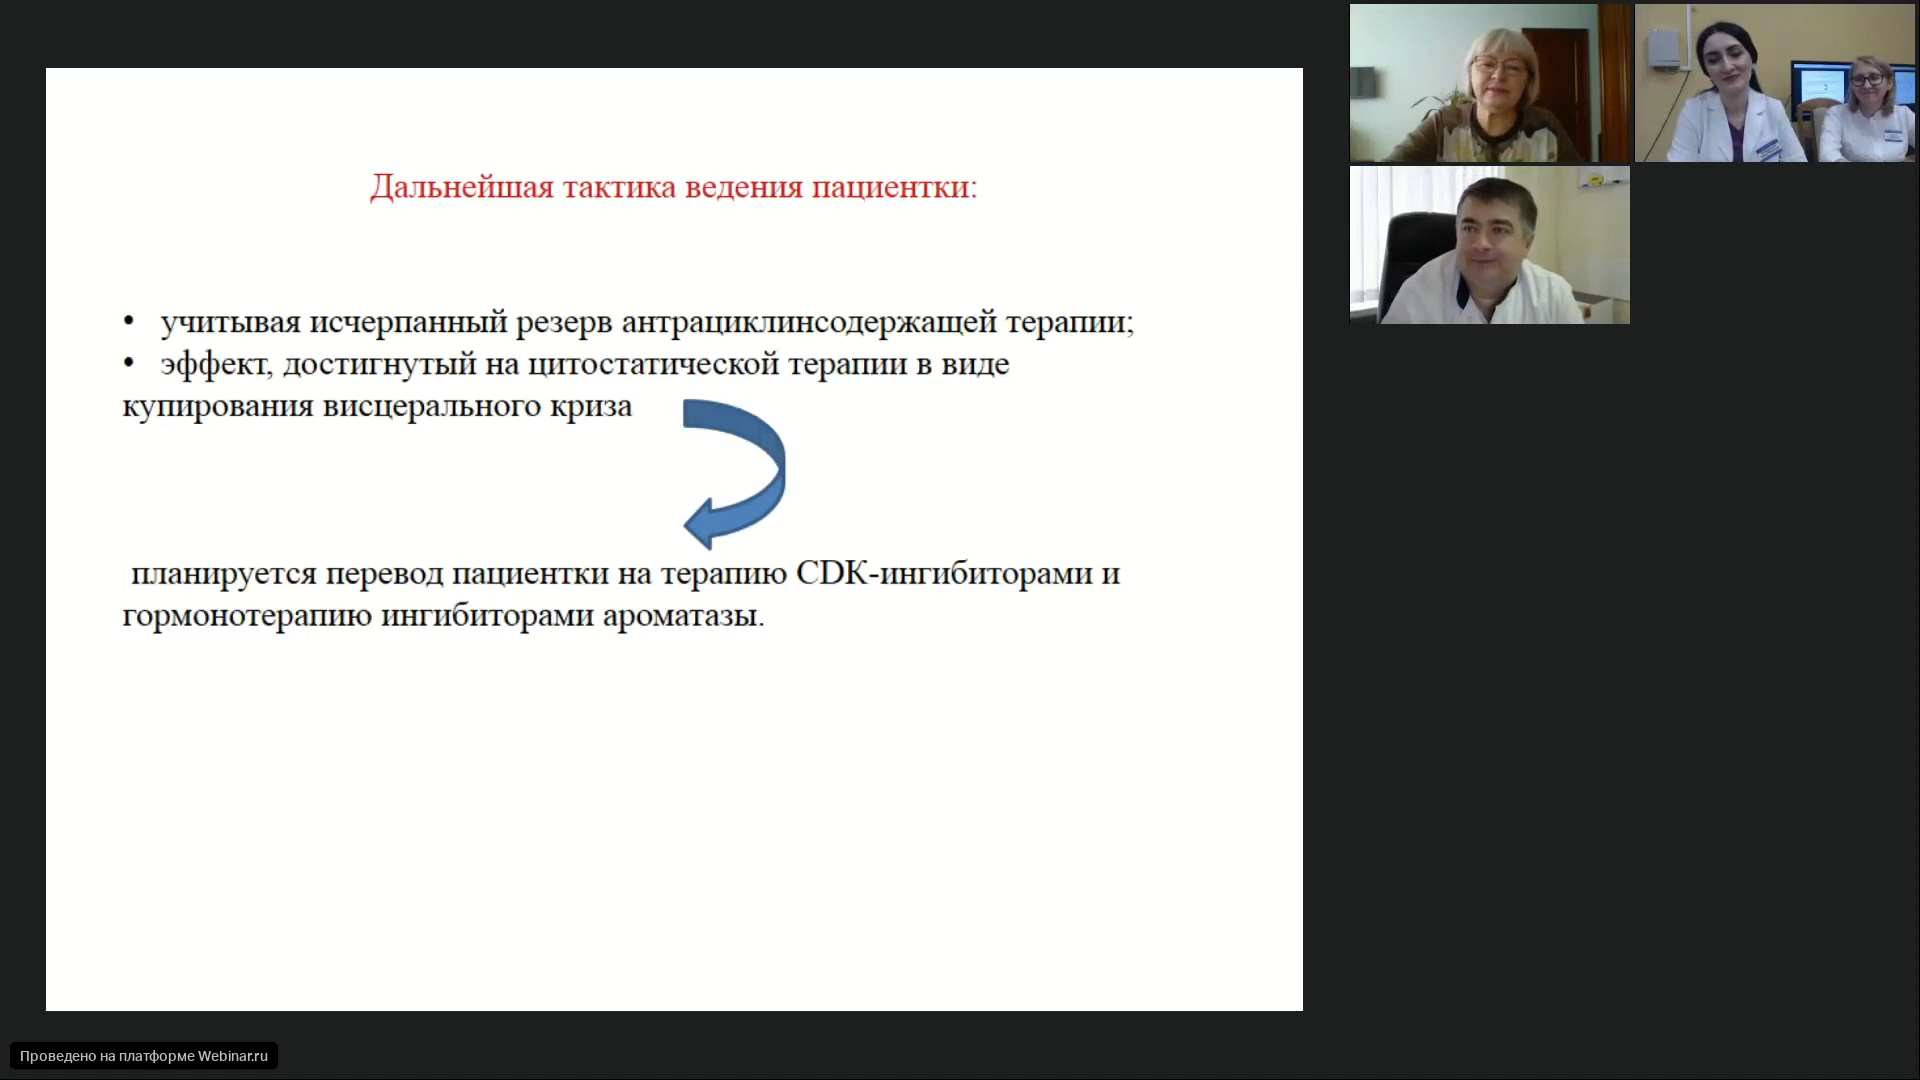 Дальнейшая тактика ведения пациентки:
• учитывая исчерпанный резерв антрациклинсодержащей терапии;
• эффект, достигнутый на цитостатической терапии в виде
купирования висцерального криза
планируется перевод пациентки на терапию CDK-ингибиторами и
гормонотерапию ингибиторами ароматазы.
Проведено на платформе Webinar.ru